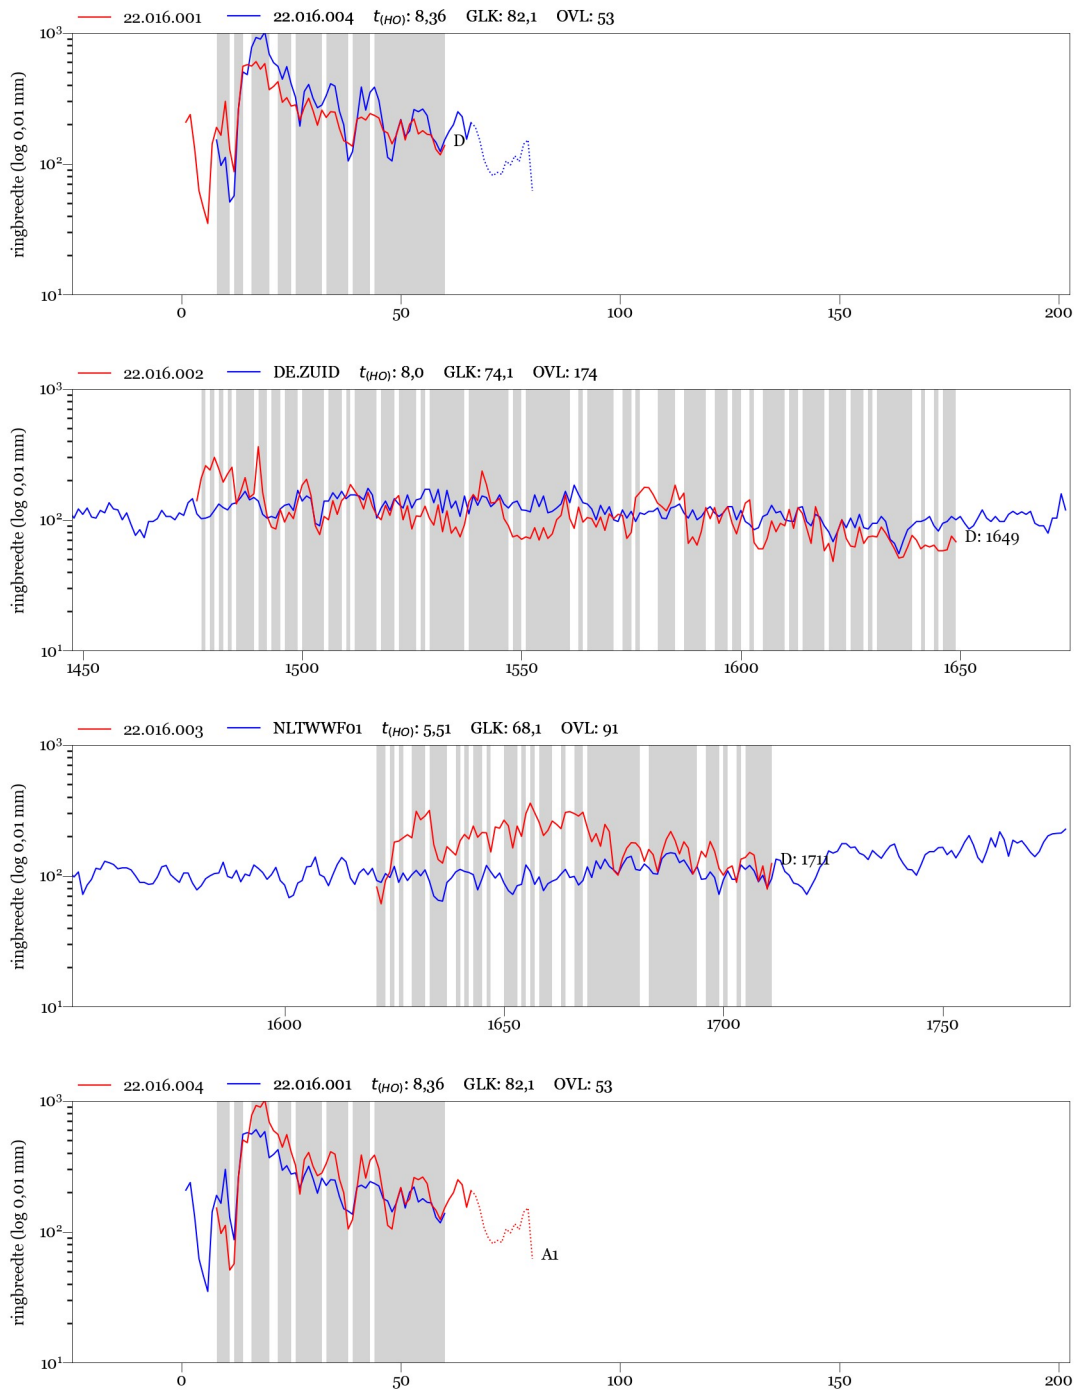 22.016.001 22.016.004 t(HO): 8,36 GLK: 82,1 OVL: 53
10³
10²
10¹
ringbreedte (log 0,01 mm)
D
0 50 100 150 200
22.016.002 DE.ZUID t(HO): 8,0 GLK: 74,1 OVL: 174
10³
10²
10¹
ringbreedte (log 0,01 mm)
D: 1649
1450 1500 1550 1600 1650
22.016.003 NLTWWF01 t(HO): 5,51 GLK: 68,1 OVL: 91
10³
10²
10¹
ringbreedte (log 0,01 mm)
D: 1711
1600 1650 1700 1750
22.016.004 22.016.001 t(HO): 8,36 GLK: 82,1 OVL: 53
10³
10²
10¹
ringbreedte (log 0,01 mm)
A1
0 50 100 150 200